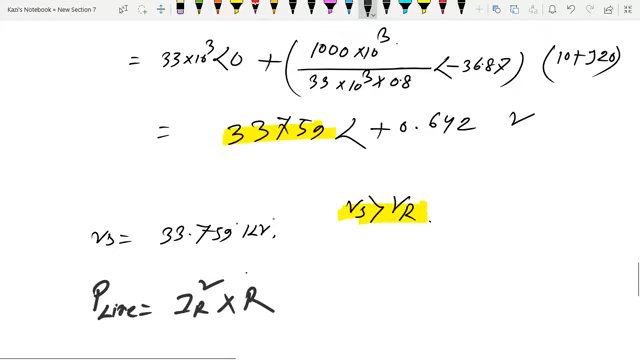 Kazi's Notebook » New Section 7
= 33×10³∠0 + (1000×10³ / 33×10³×0.8 ∠-36.87) (10+J20)
= 33759∠+0.642 V
Vs>VR.
Vs= 33.759 kV.
PLine= IR² × R